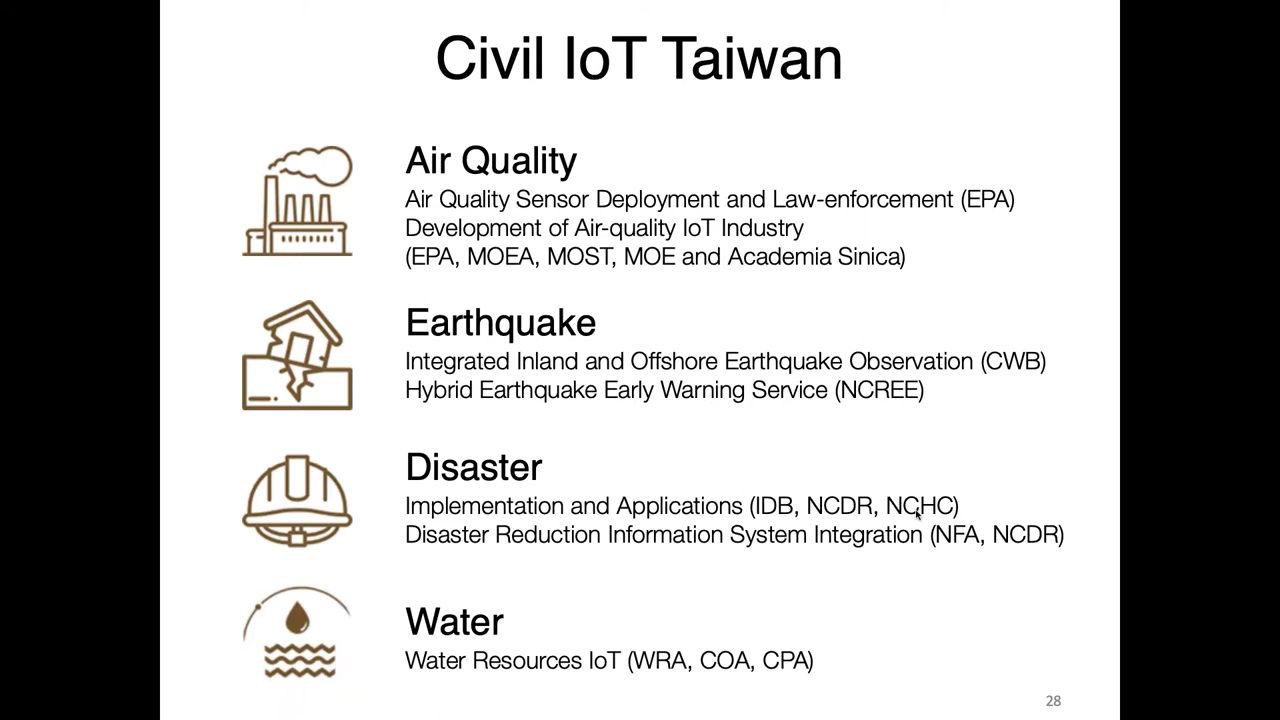 Civil IoT Taiwan
Air Quality
Air Quality Sensor Deployment and Law-enforcement (EPA)
Development of Air-quality IoT Industry
(EPA, MOEA, MOST, MOE and Academia Sinica)
Earthquake
Integrated Inland and Offshore Earthquake Observation (CWB)
Hybrid Earthquake Early Warning Service (NCREE)
Disaster
Implementation and Applications (IDB, NCDR, NCHC)
Disaster Reduction Information System Integration (NFA, NCDR)
Water
Water Resources IoT (WRA, COA, CPA)
28